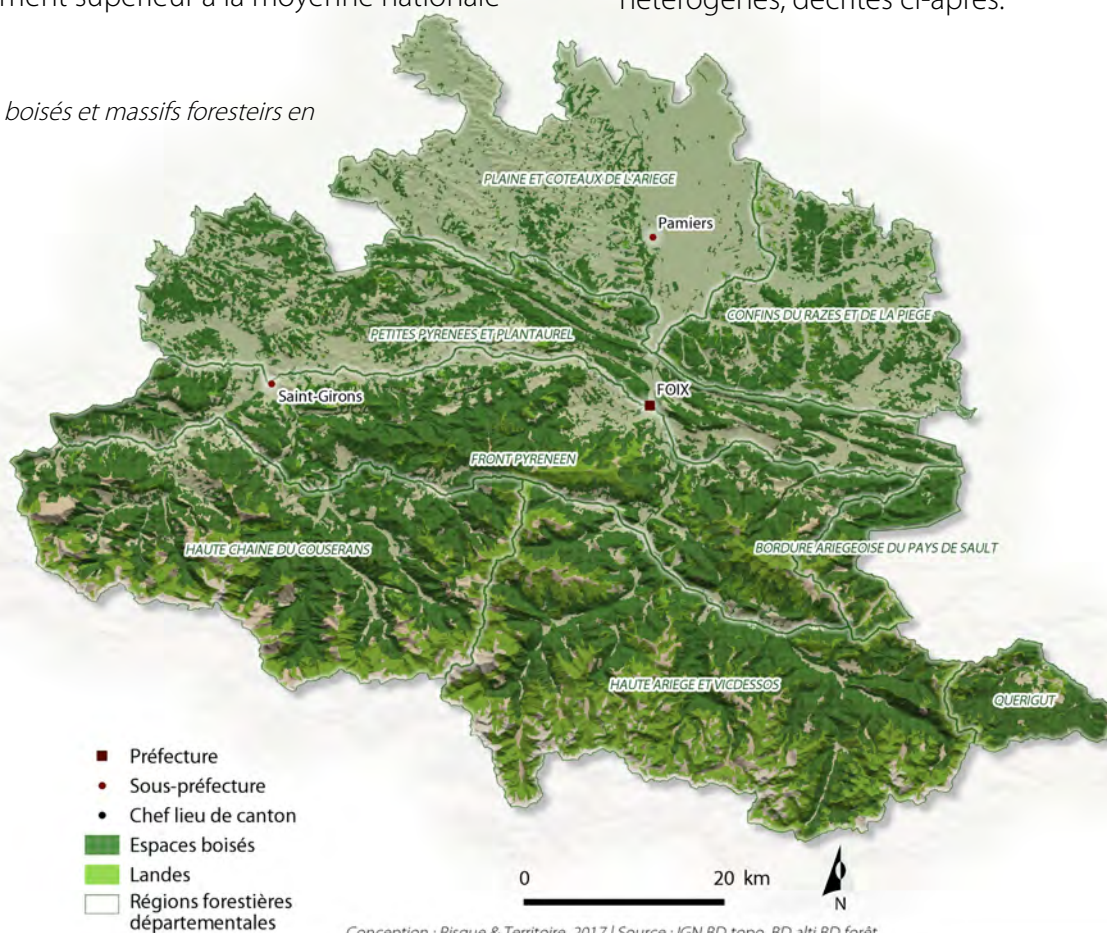 ment supérieur à la moyenne nationale
hétérogènes, décrites ci-après.
boisés et massifs foresteirs en
PLAINE ET COTEAUX DE L'ARIEGE
Pamiers
CONFINS DU RAZES ET DE LA PIEGE
PETITES PYRENEES ET PLANTAUREL
Saint-Girons
FOIX
FRONT PYRENEEN
HAUTE CHAINE DU COUSERANS
BORDURE ARIEGEOISE DU PAYS DE SAULT
HAUTE ARIEGE ET VICDESSOS
QUERIGUT
Préfecture
Sous-préfecture
Chef lieu de canton
Espaces boisés
Landes
Régions forestières
départementales
0 20 km
N
Conception : Risque & Territoire, 2017 | Source : IGN BD topo, BD alti BD forêt